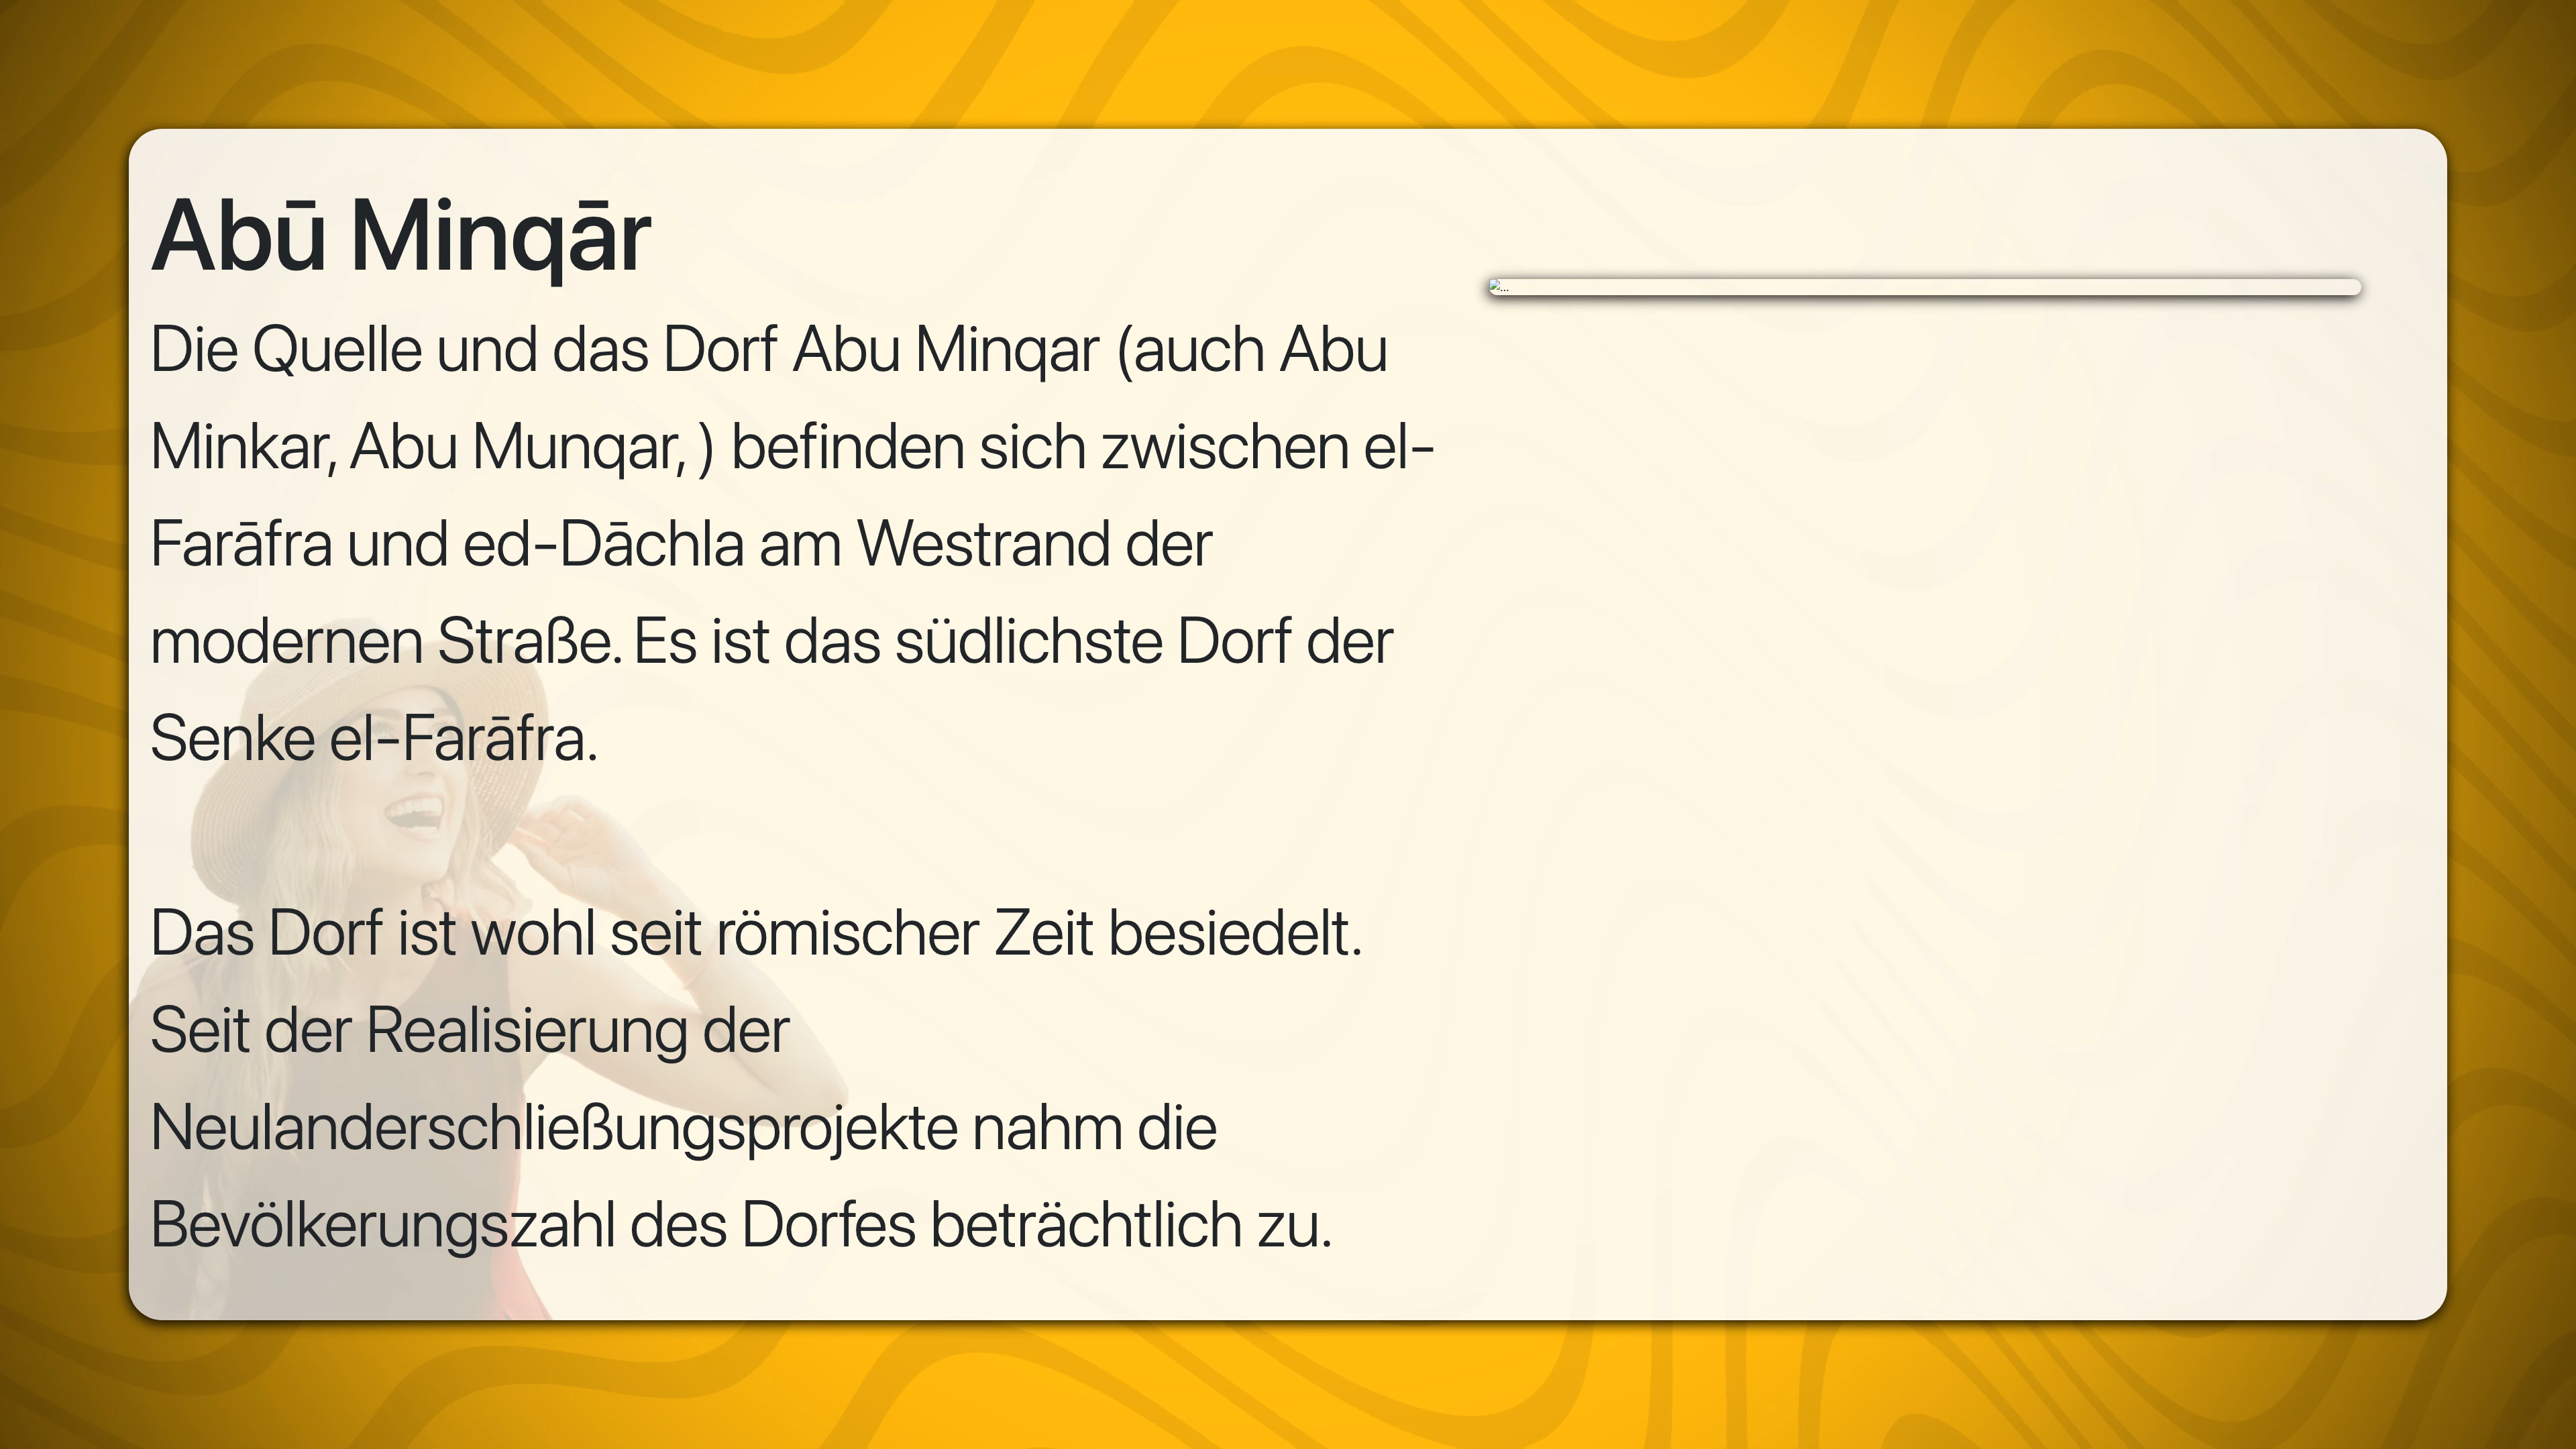 Abū Minqār
Die Quelle und das Dorf Abu Minqar (auch Abu
Minkar, Abu Munqar, ) befinden sich zwischen el-
Farāfra und ed-Dāchla am Westrand der
modernen Straße. Es ist das südlichste Dorf der
Senke el-Farāfra.
Das Dorf ist wohl seit römischer Zeit besiedelt.
Seit der Realisierung der
Neulanderschließungsprojekte nahm die
Bevölkerungszahl des Dorfes beträchtlich zu.
...